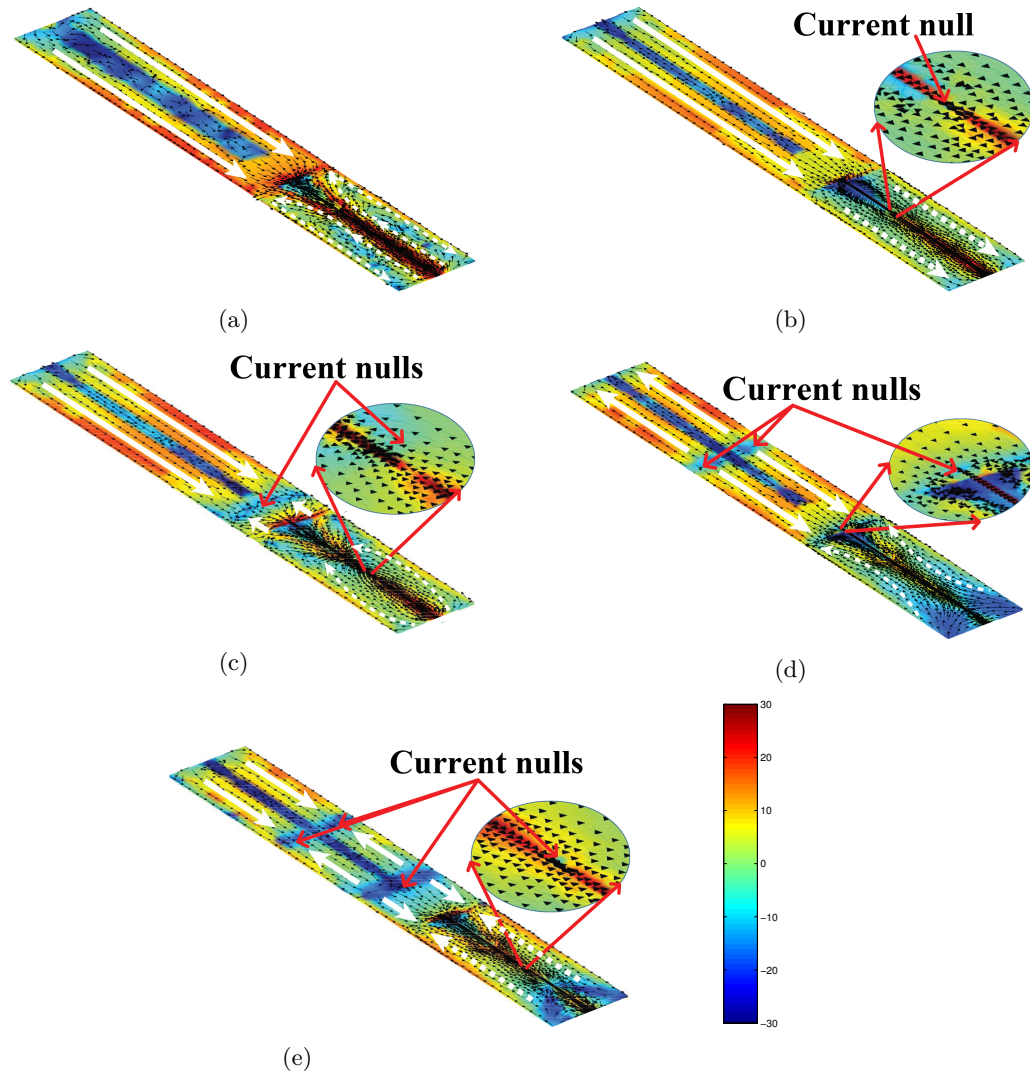 Current null
(a)
(b)
Current nulls
Current nulls
(c)
(d)
Current nulls
30
20
10
0
-10
-20
-30
(e)